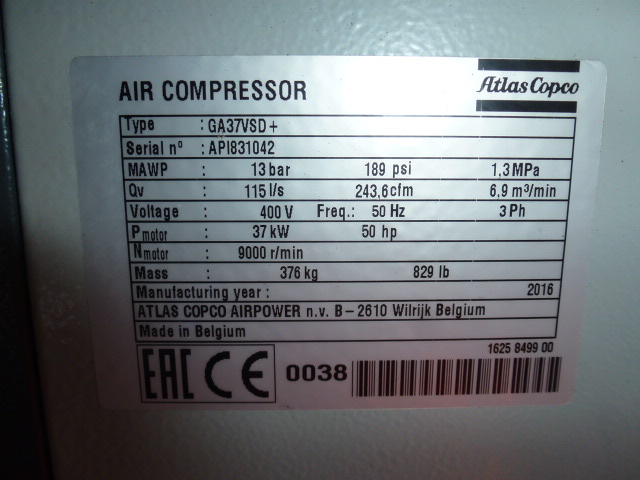 AIR COMPRESSOR
Atlas Copco
Type : GA37VSD+
Serial nº : API831042
MAWP : 13 bar 189 psi 1,3 MPa
Qv : 115 l/s 243,6 cfm 6,9 m³/min
Voltage : 400 V Freq.: 50 Hz 3 Ph
Pmotor : 37 kW 50 hp
Nmotor : 9000 r/min
Mass : 376 kg 829 lb
Manufacturing year : 2016
ATLAS COPCO AIRPOWER n.v. B-2610 Wilrijk Belgium
Made in Belgium
1625 8499 00
EAC CE 0038